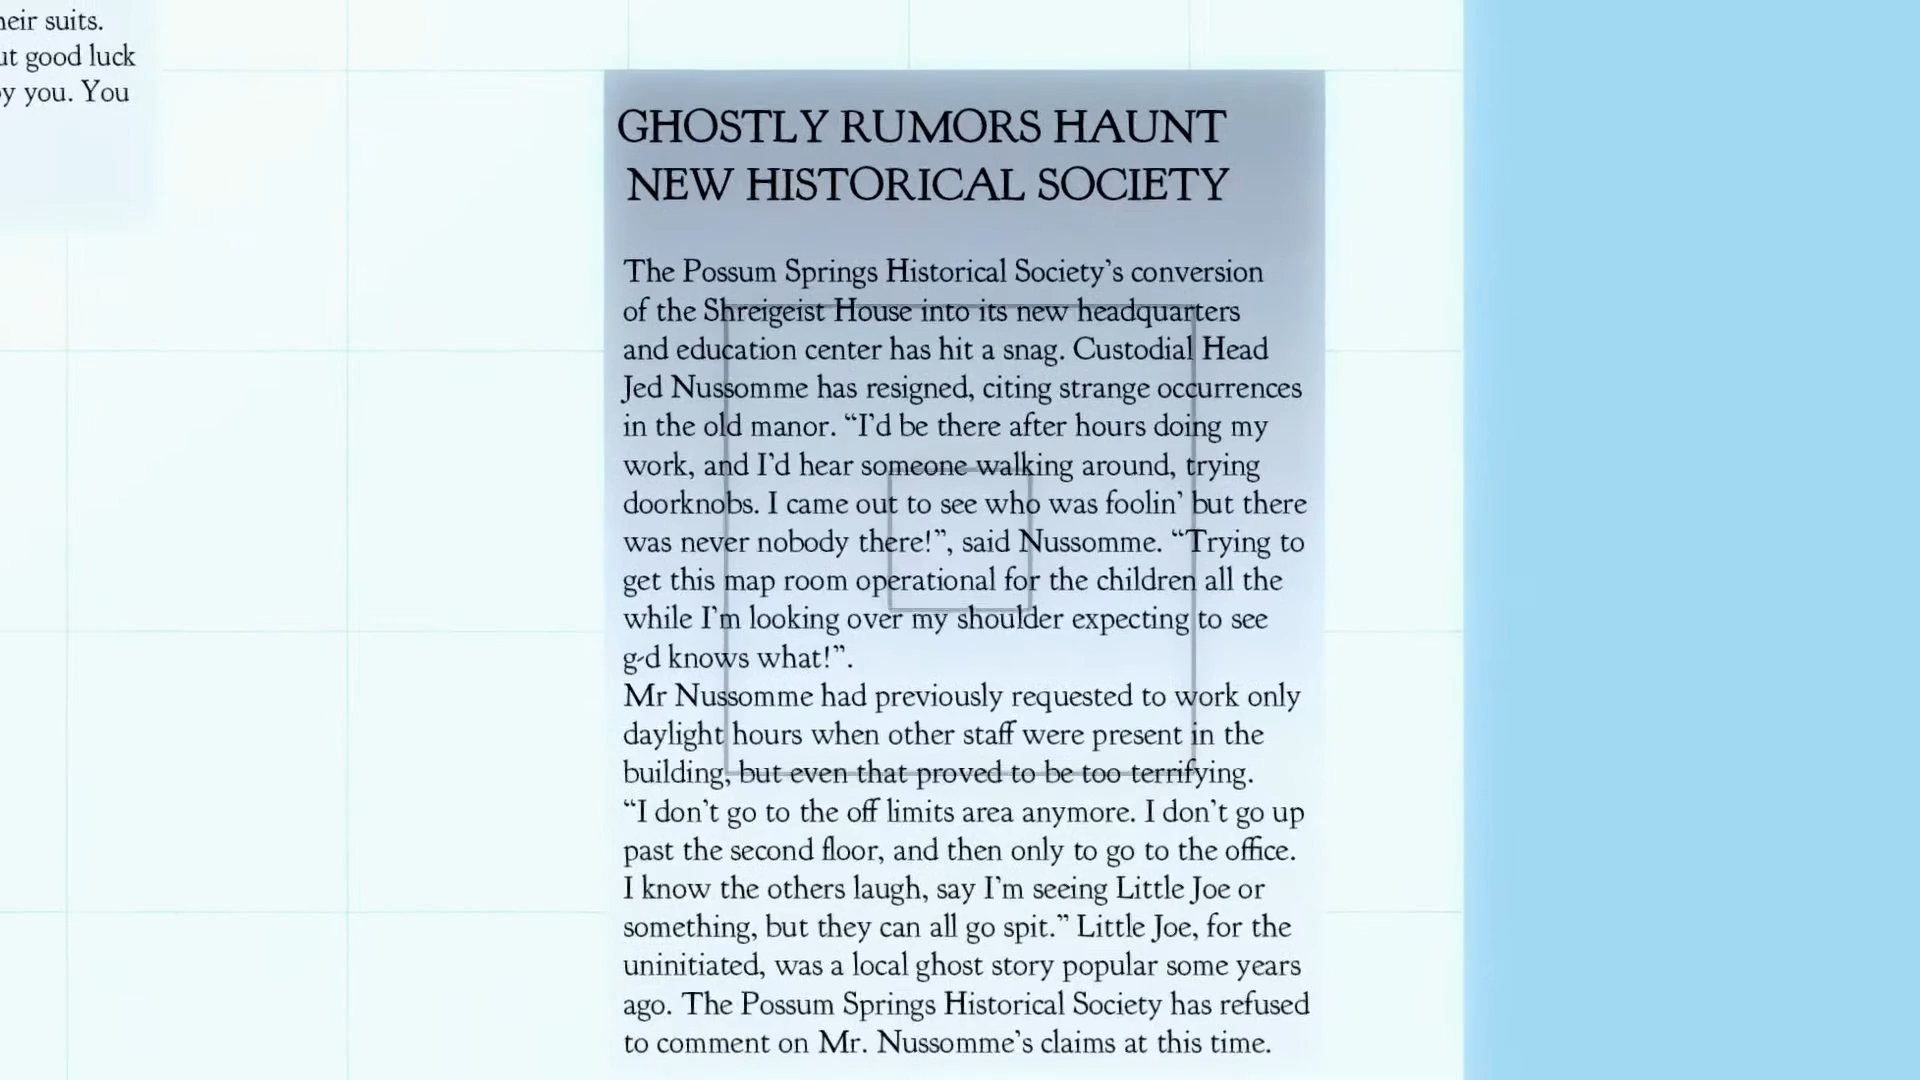 heir suits.
ut good luck
y you. You
GHOSTLY RUMORS HAUNT
NEW HISTORICAL SOCIETY
The Possum Springs Historical Society’s conversion
of the Shreigeist House into its new headquarters
and education center has hit a snag. Custodial Head
Jed Nussomme has resigned, citing strange occurrences
in the old manor. “I’d be there after hours doing my
work, and I’d hear someone walking around, trying
doorknobs. I came out to see who was foolin’ but there
was never nobody there!”, said Nussomme. “Trying to
get this map room operational for the children all the
while I’m looking over my shoulder expecting to see
g-d knows what!”.
Mr Nussomme had previously requested to work only
daylight hours when other staff were present in the
building, but even that proved to be too terrifying.
“I don’t go to the off limits area anymore. I don’t go up
past the second floor, and then only to go to the office.
I know the others laugh, say I’m seeing Little Joe or
something, but they can all go spit.” Little Joe, for the
uninitiated, was a local ghost story popular some years
ago. The Possum Springs Historical Society has refused
to comment on Mr. Nussomme’s claims at this time.